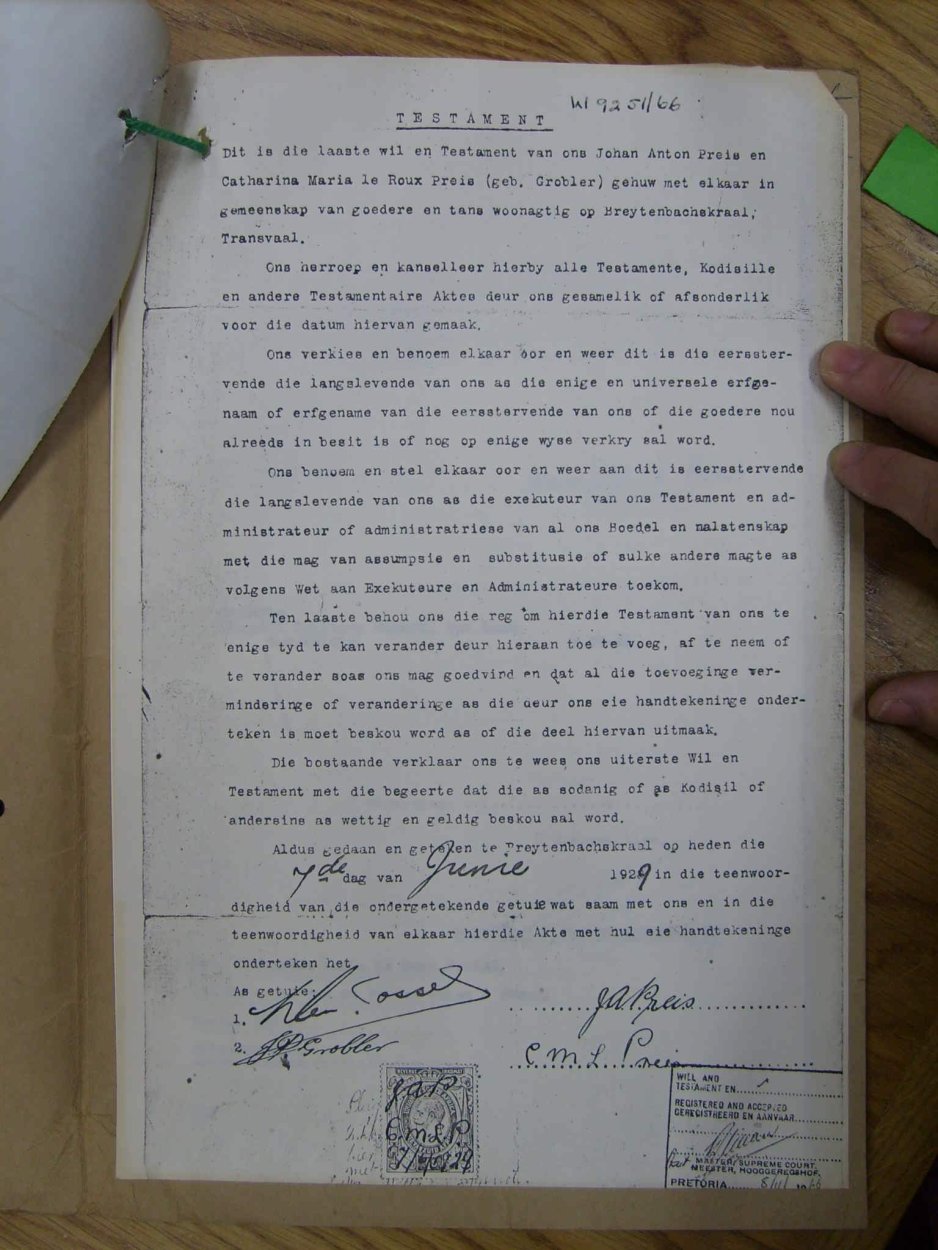 9251/66
TESTAMENT
Dit is die laaste wil en Testament van ons Johan Anton Preis en
Catharina Maria le Roux Preis (geb. Grobler) gehuw met elkaar in
gemeenskap van goedere en tans woonagtig op Breytenbachskraal,
Transvaal.
Ons herroep en kanselleer hierby alle Testamente, Kodisille
en andere Testamentaire Aktes deur ons gesamelik of afsonderlik
voor die datum hiervan gemaak.
Ons verkies en benoem elkaar oor en weer dit is die eersster-
vende die langslevende van ons as die enige en universele erfge-
naam of erfgename van die eersstervende van ons of die goedere nou
alreeds in besit is of nog op enige wyse verkry sal word.
Ons benoem en stel elkaar oor en weer aan dit is eersstervende
die langslevende van ons as die exekuteur van ons Testament en ad-
ministrateur of administratriese van al ons Boedel en nalatenskap
met die mag van assumpsie en substitusie of sulke andere magte as
volgens Wet aan Exekuteure en Administrateure toekom.
Ten laaste behou ons die reg om hierdie Testament van ons te
enige tyd te kan verander deur hieraan toe te voeg, af te neem of
te verander soas ons mag goedvind en dat al die toevoeginge ver-
minderinge of veranderinge as die deur ons eie handtekeninge onder-
teken is moet beskou word as of die deel hiervan uitmaak.
Die bostaande verklaar ons te wees ons uiterste Wil en
Testament met die begeerte dat die as sodanig of as Kodisil of
andersins as wettig en geldig beskou sal word.
Aldus gedaan en geteken te Breytenbachskraal op heden die
7de dag van Junie 1929 in die teenwoor-
digheid van die ondergetekende getuie wat saam met ons en in die
teenwoordigheid van elkaar hierdie Akte met hul eie handtekeninge
onderteken het.
As getuie:
1.
J.A. Preis
2. Grobler
C.M.L. Preis
J.A.P.
C.M.L.P.
WILL AND
TESTAMENT EN
REGISTERED AND ACCEPTED
GEREGISTREERD EN AANVAAR
MASTER, SUPREME COURT.
MEESTER, HOOGGEREGSHOF.
PRETORIA